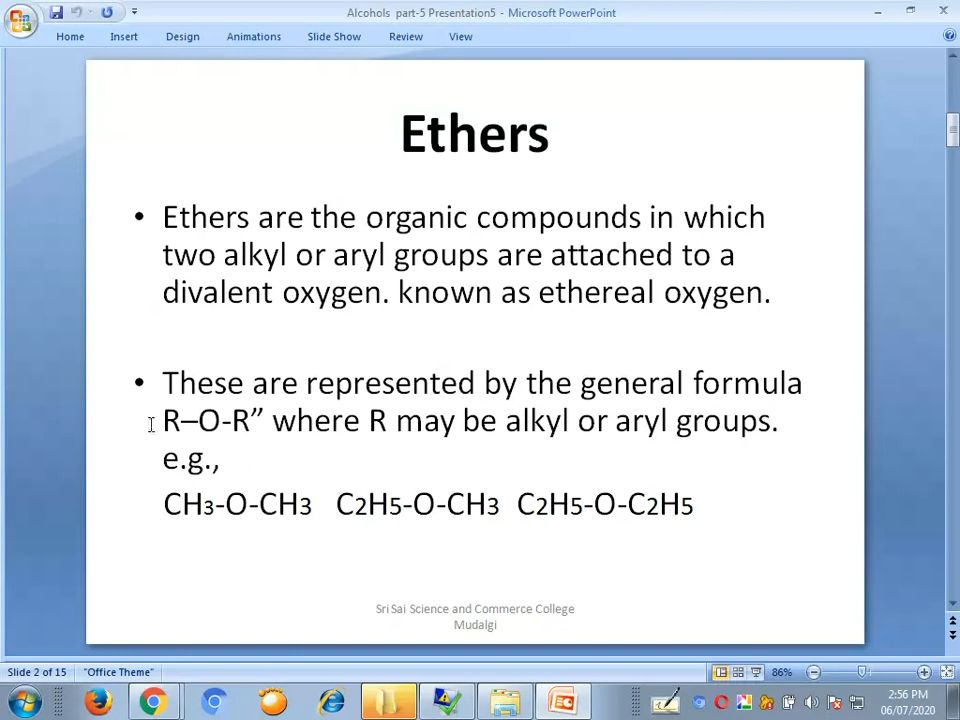 Alcohols part-5 Presentation5 - Microsoft PowerPoint
Home Insert Design Animations Slide Show Review View
Ethers
• Ethers are the organic compounds in which
two alkyl or aryl groups are attached to a
divalent oxygen. known as ethereal oxygen.
• These are represented by the general formula
R–O-R” where R may be alkyl or aryl groups.
e.g.,
CH3-O-CH3 C2H5-O-CH3 C2H5-O-C2H5
Sri Sai Science and Commerce College
Mudalgi
Slide 2 of 15 "Office Theme" 86%
2:56 PM
06/07/2020